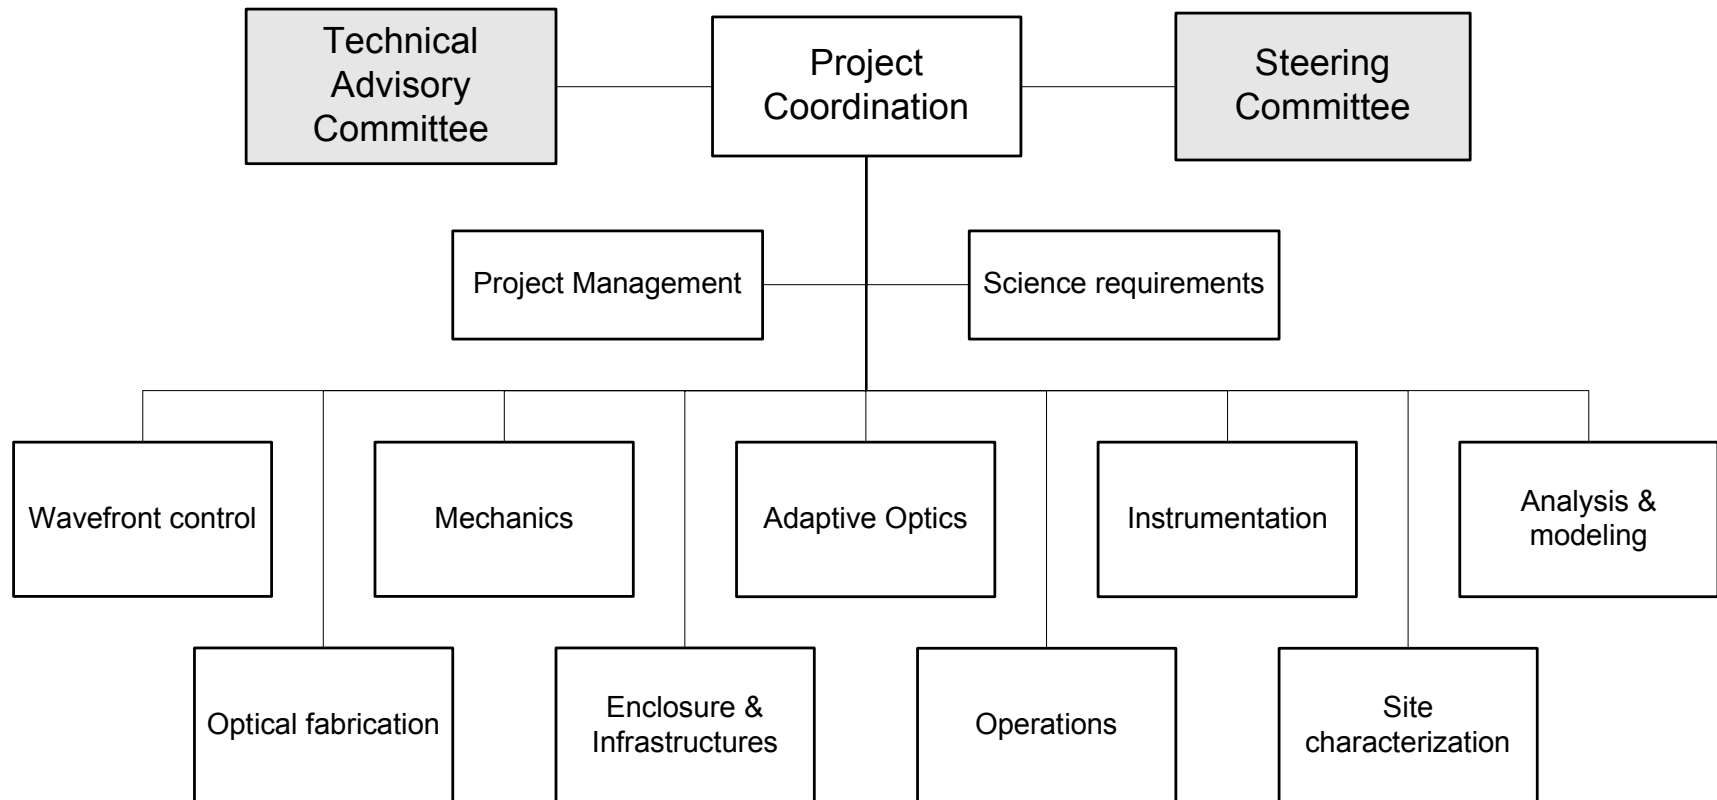 Technical
Advisory
Committee
Project
Coordination
Steering
Committee
Project Management
Science requirements
Wavefront control
Mechanics
Adaptive Optics
Instrumentation
Analysis &
modeling
Optical fabrication
Enclosure &
Infrastructures
Operations
Site
characterization